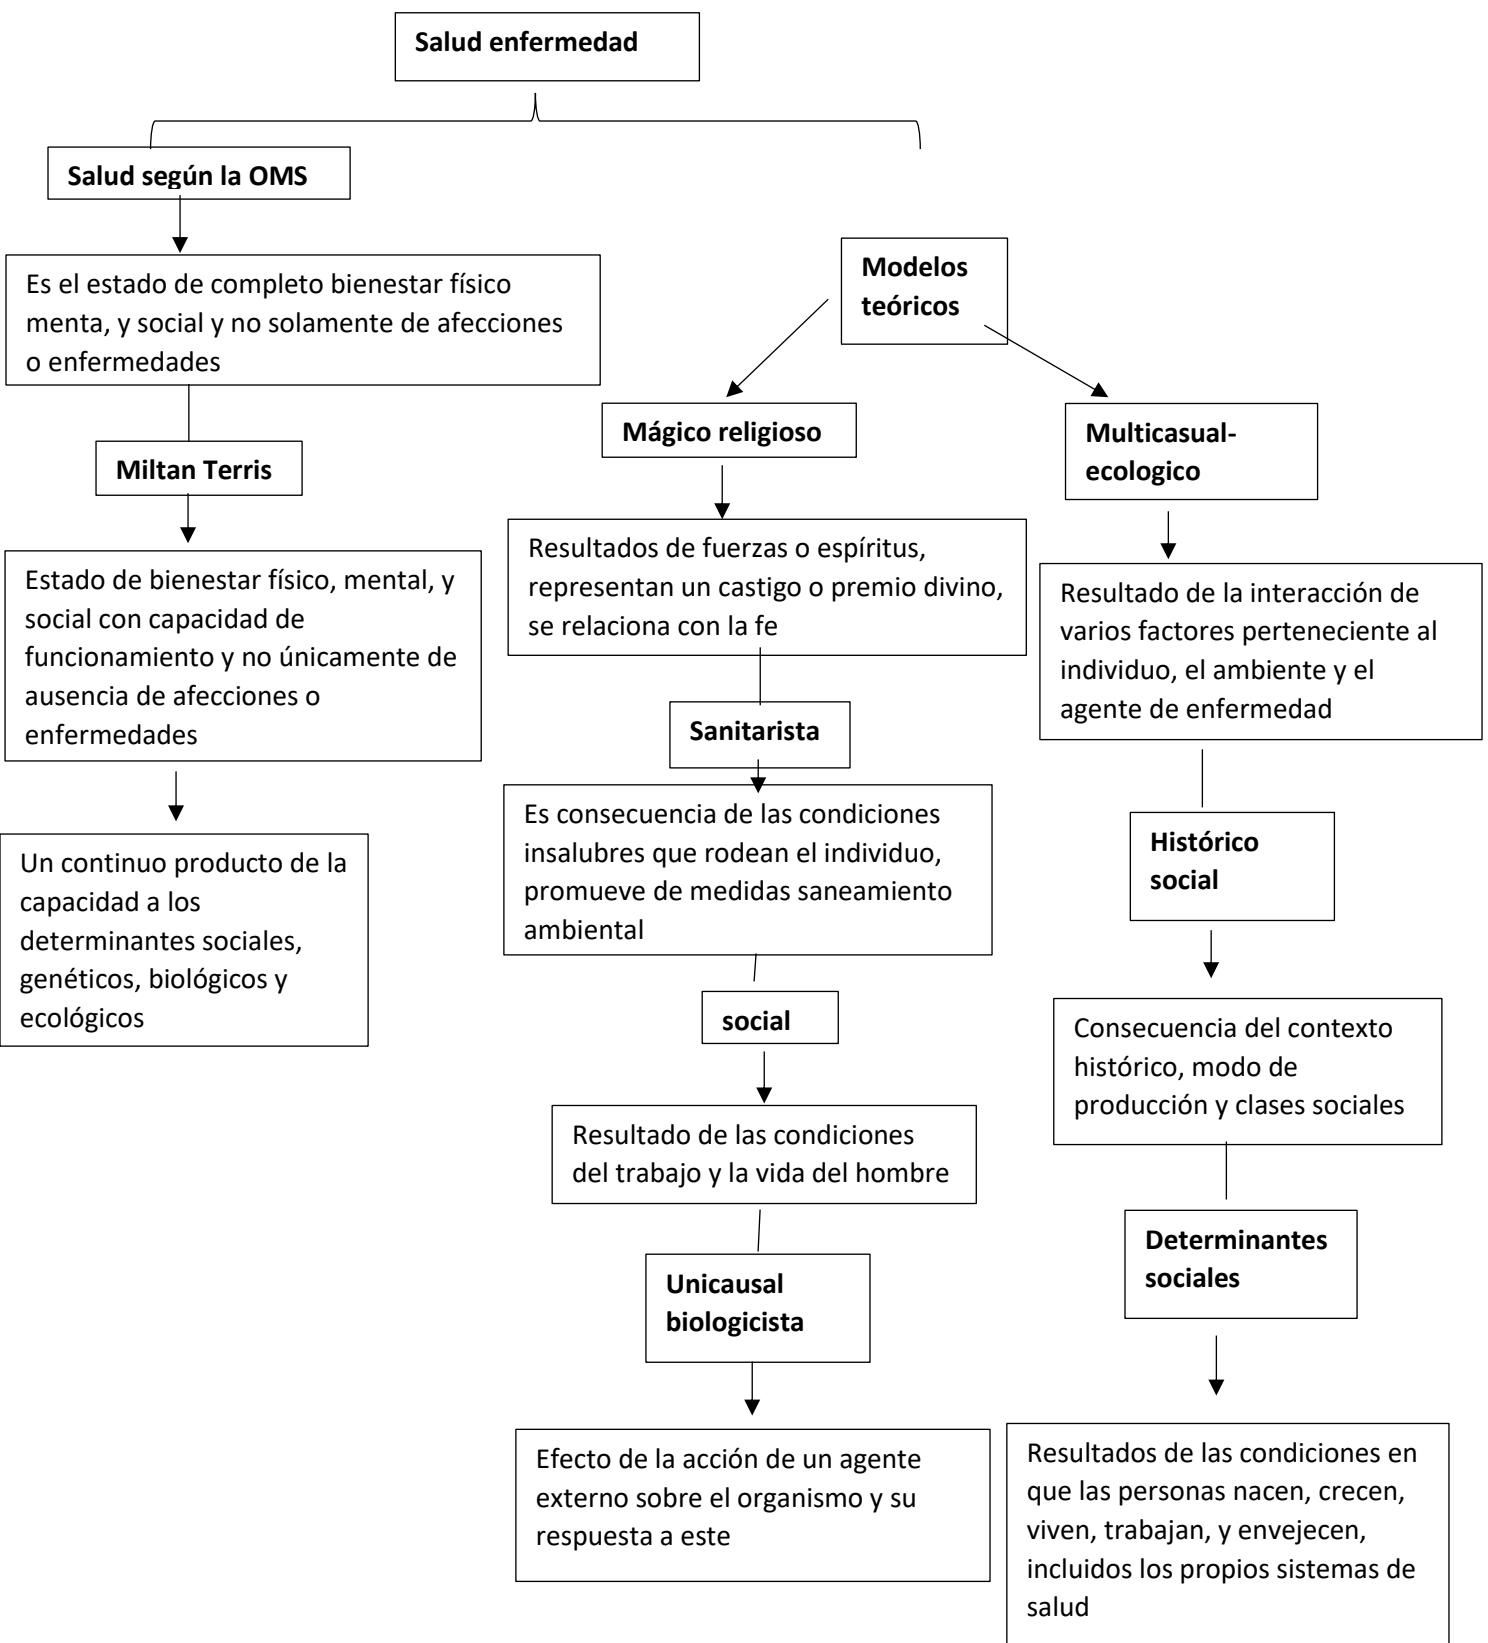 Salud enfermedad
Salud según la OMS
Es el estado de completo bienestar físico
menta, y social y no solamente de afecciones
o enfermedades
Miltan Terris
Estado de bienestar físico, mental, y
social con capacidad de
funcionamiento y no únicamente de
ausencia de afecciones o
enfermedades
Un continuo producto de la
capacidad a los
determinantes sociales,
genéticos, biológicos y
ecológicos
Modelos
teóricos
Mágico religioso
Resultados de fuerzas o espíritus,
representan un castigo o premio divino,
se relaciona con la fe
Sanitarista
Es consecuencia de las condiciones
insalubres que rodean el individuo,
promueve de medidas saneamiento
ambiental
social
Resultado de las condiciones
del trabajo y la vida del hombre
Unicausal
biologicista
Efecto de la acción de un agente
externo sobre el organismo y su
respuesta a este
Multicasual-
ecologico
Resultado de la interacción de
varios factores perteneciente al
individuo, el ambiente y el
agente de enfermedad
Histórico
social
Consecuencia del contexto
histórico, modo de
producción y clases sociales
Determinantes
sociales
Resultados de las condiciones en
que las personas nacen, crecen,
viven, trabajan, y envejecen,
incluidos los propios sistemas de
salud